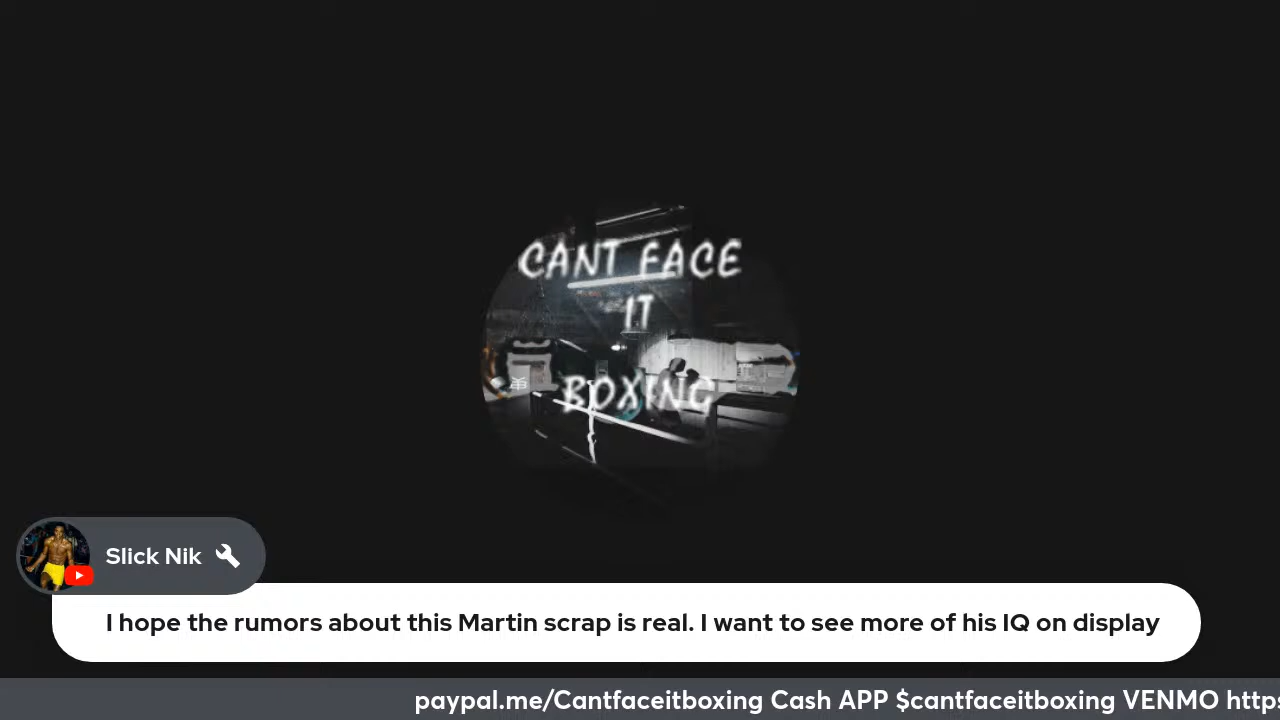 CANT FACE
IT
BOXING
Slick Nik
I hope the rumors about this Martin scrap is real. I want to see more of his IQ on display
paypal.me/Cantfaceitboxing Cash APP $cantfaceitboxing VENMO https